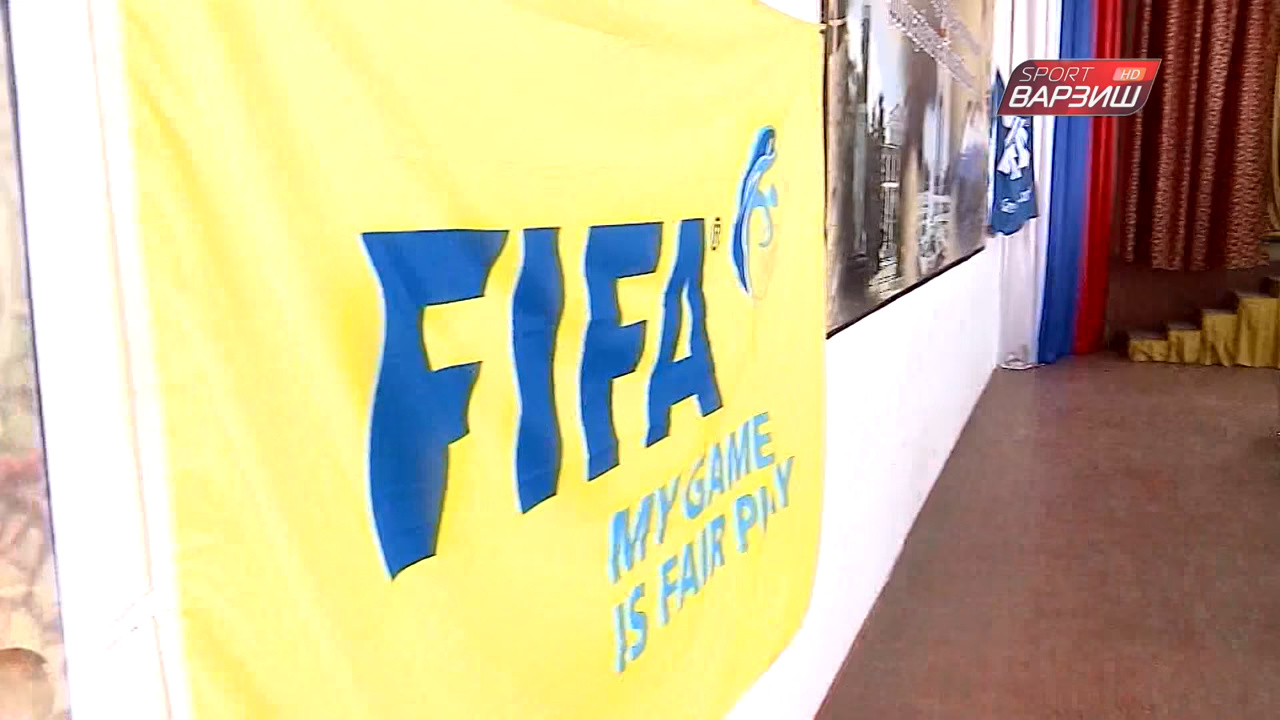 SPORT HD
ВАРЗИШ
FIFA®
MY GAME
IS FAIR PLAY